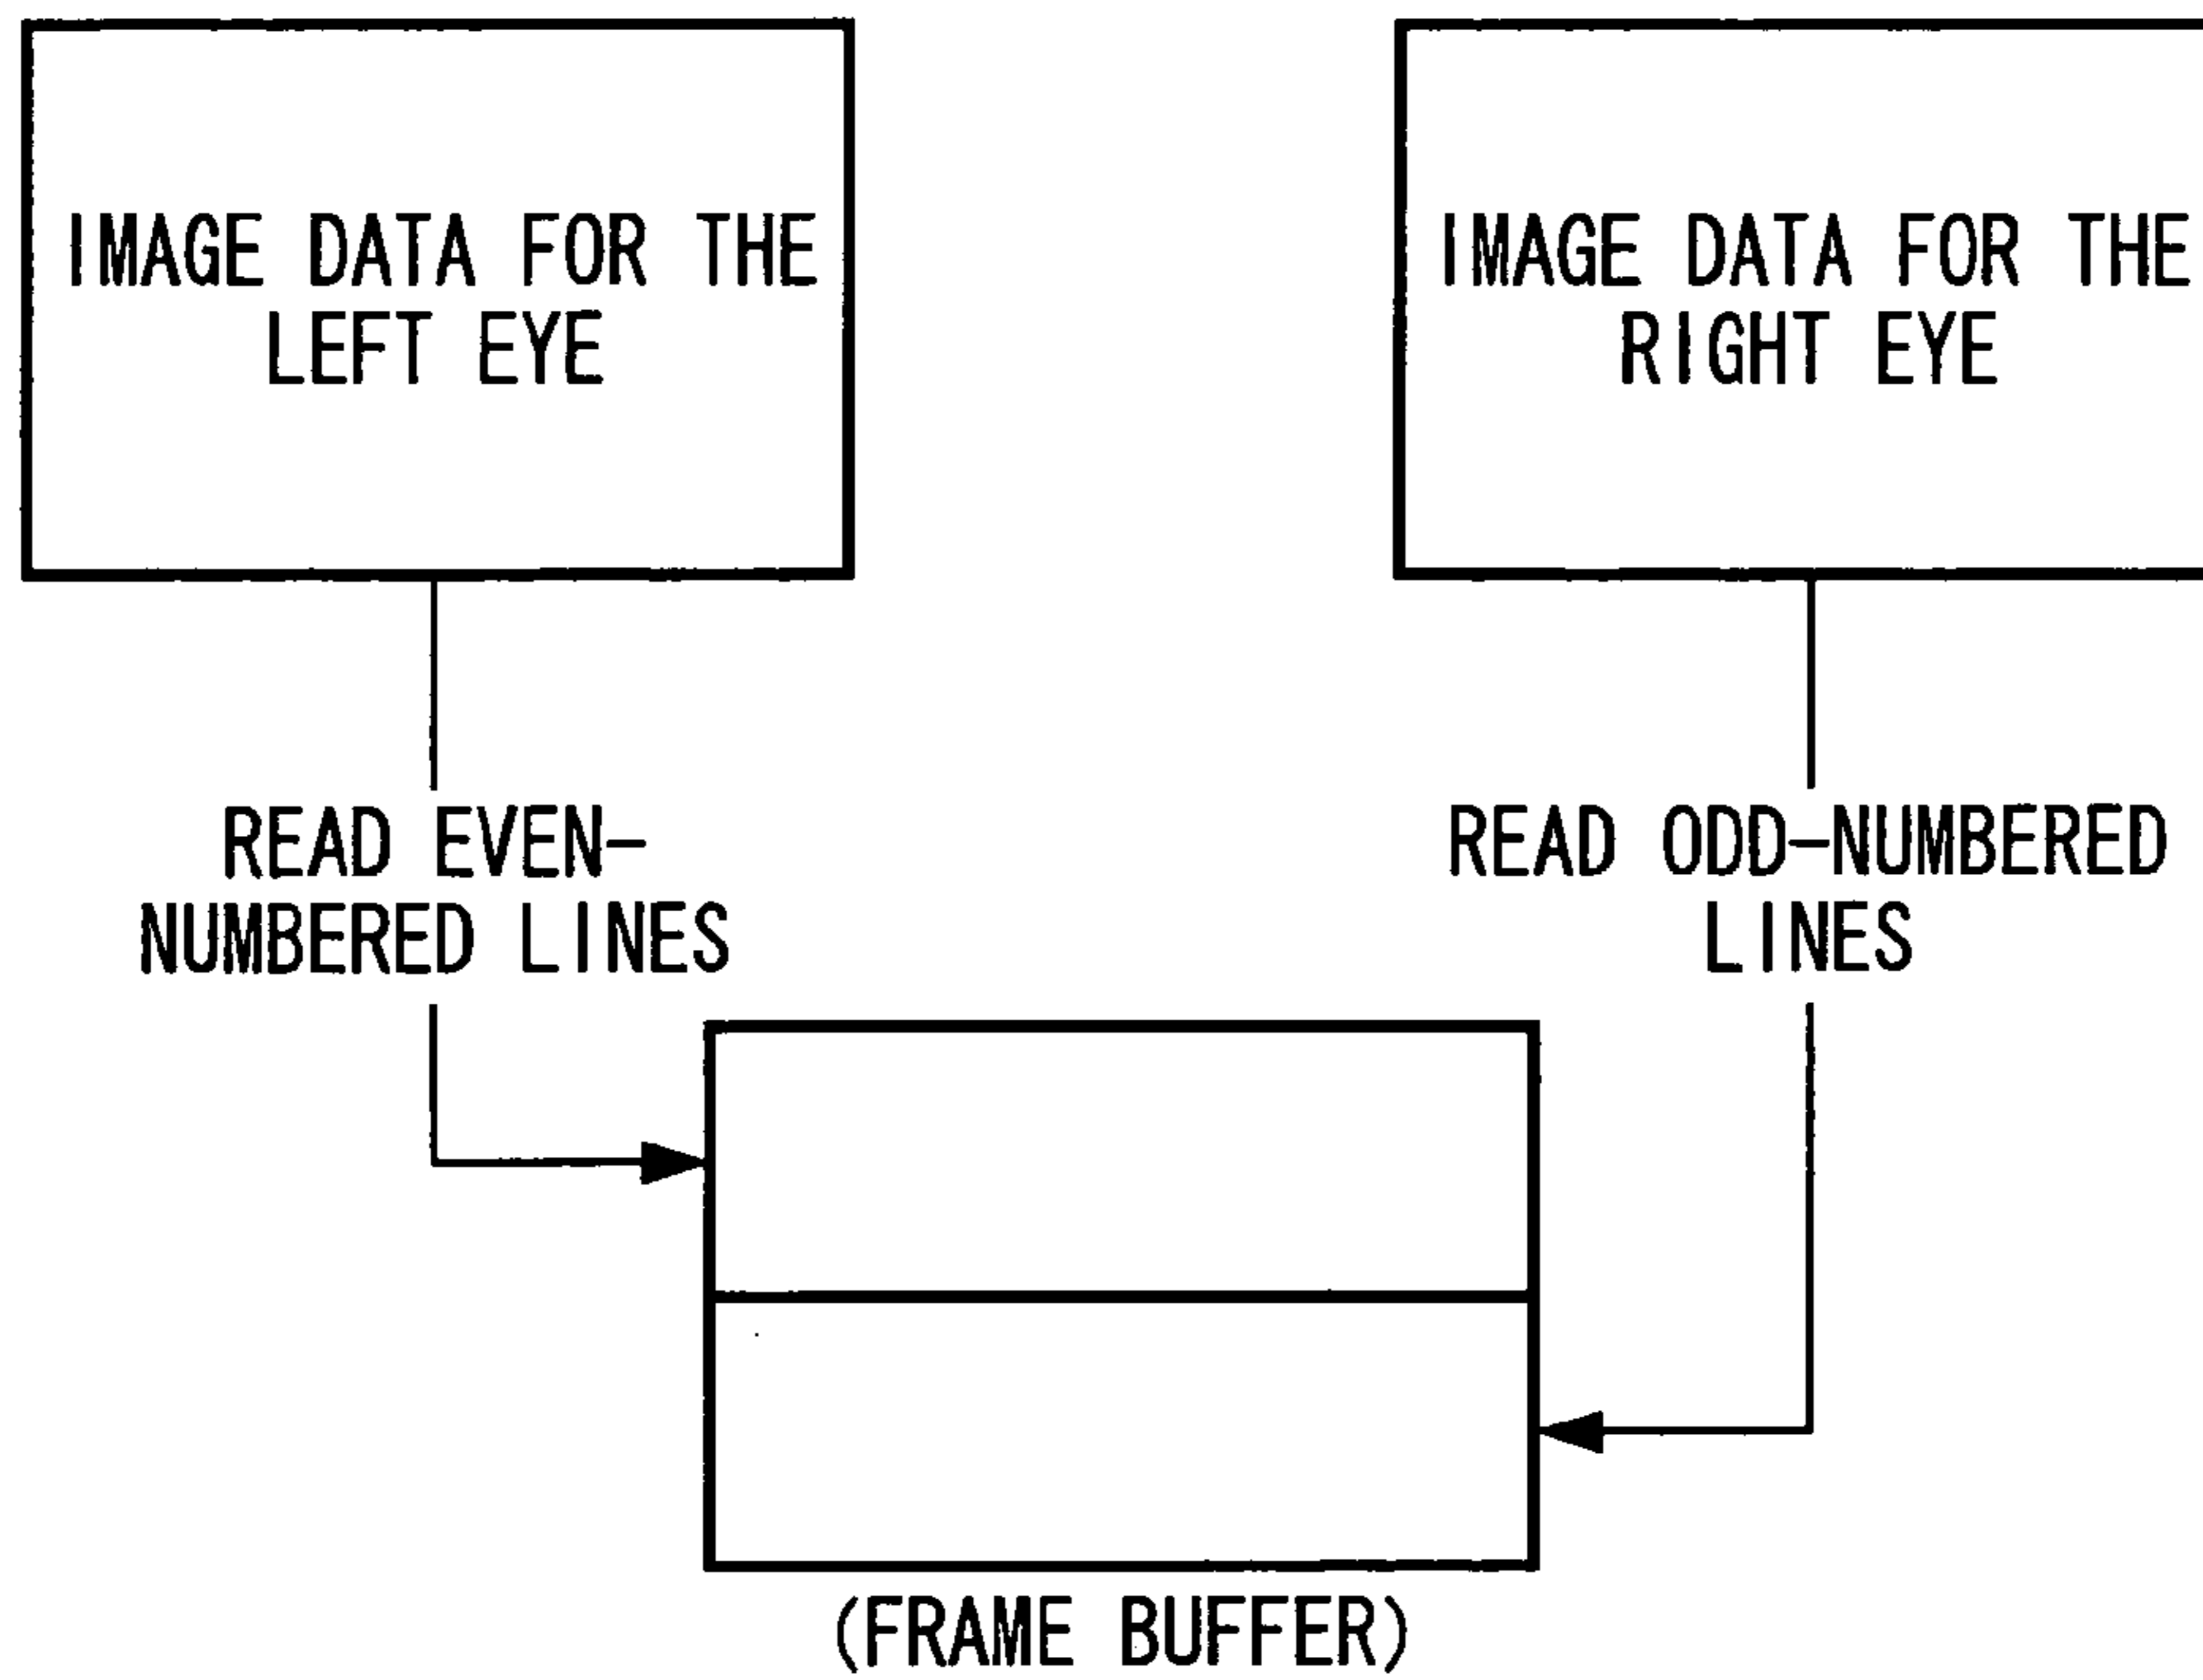 IMAGE DATA FOR THE
LEFT EYE
IMAGE DATA FOR THE
RIGHT EYE
READ EVEN-
NUMBERED LINES
READ ODD-NUMBERED
LINES
(FRAME BUFFER)